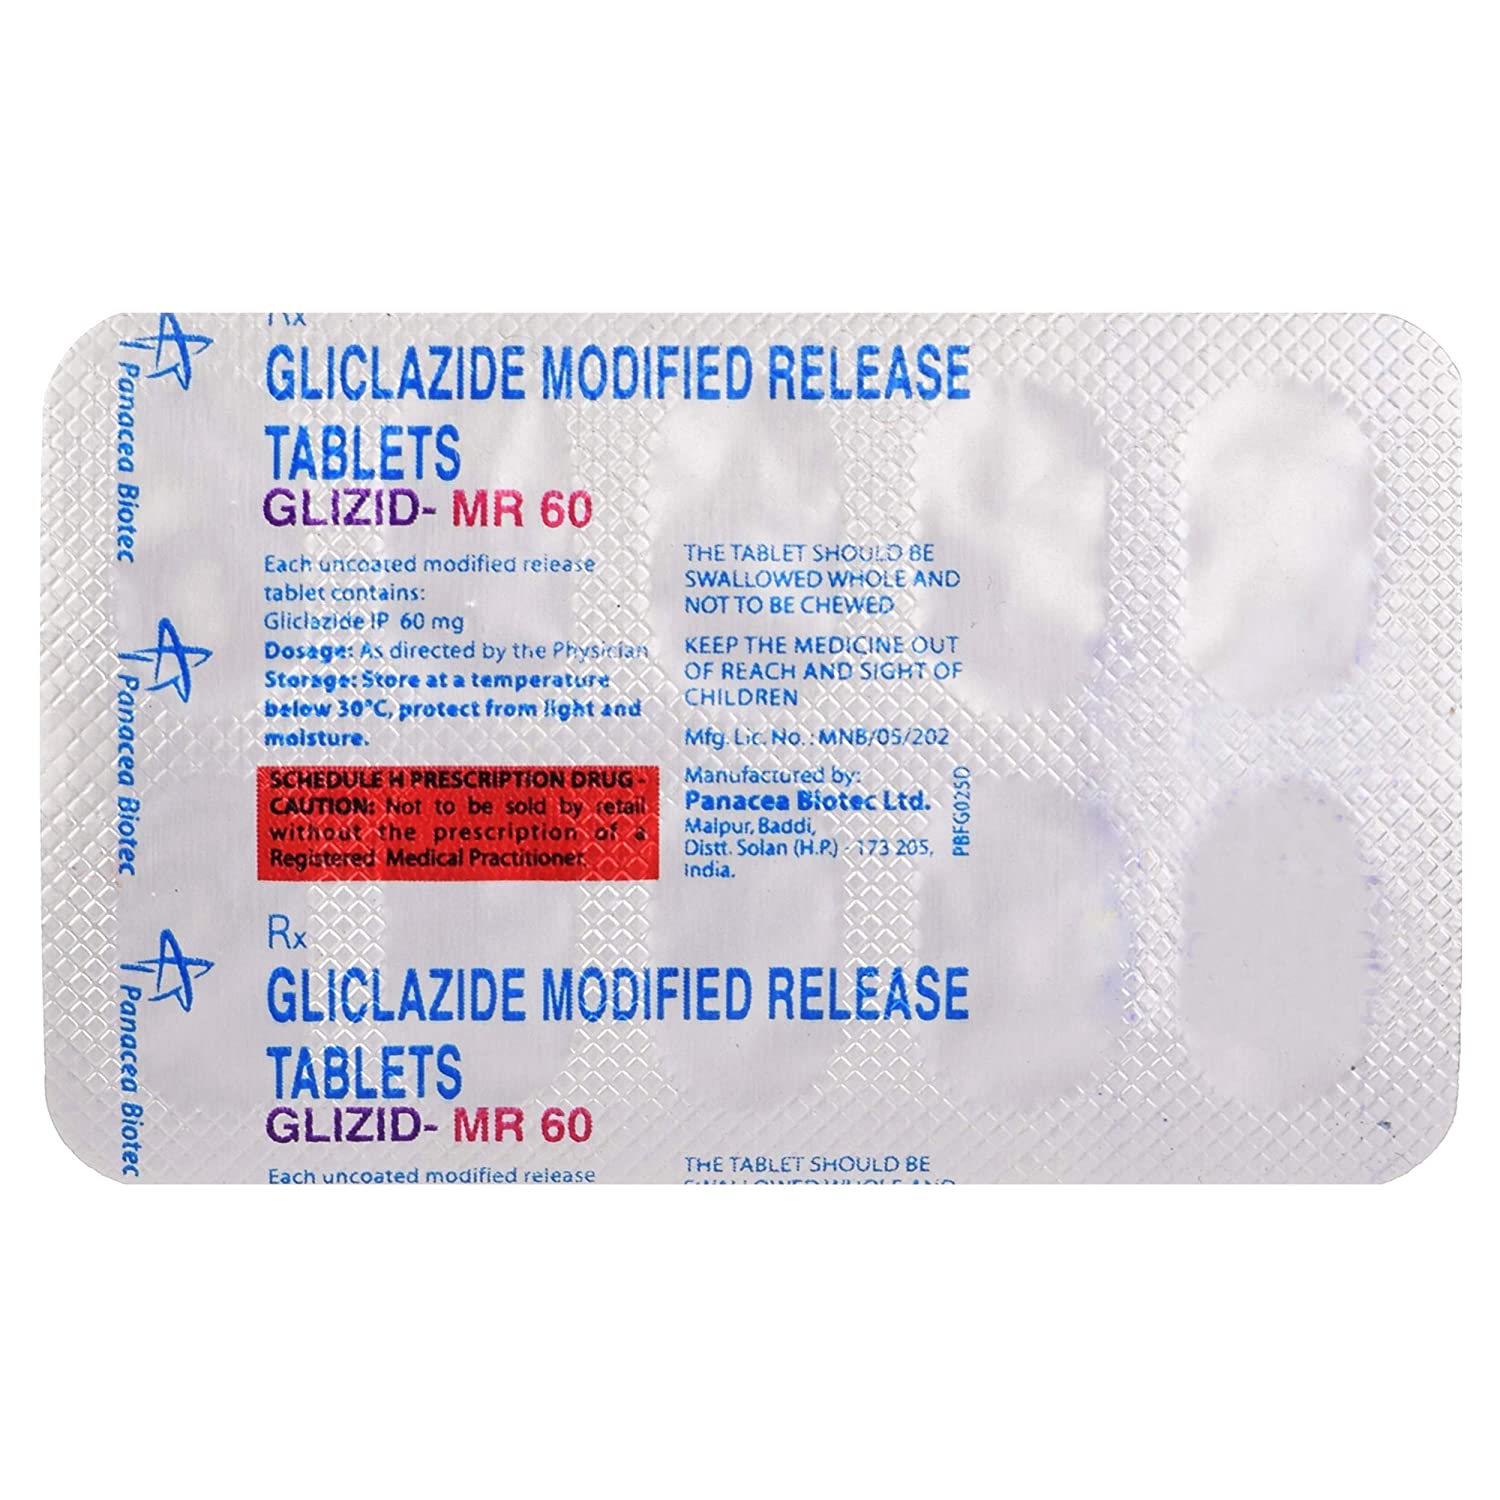 Rx
GLICLAZIDE MODIFIED RELEASE
TABLETS
GLIZID- MR 60
Each uncoated modified release
tablet contains:
Gliclazide IP 60 mg
Dosage: As directed by the Physician
Storage: Store at a temperature
below 30°C, protect from light and
moisture.
SCHEDULE H PRESCRIPTION DRUG -
CAUTION: Not to be sold by retail
without the prescription of a
Registered Medical Practitioner.
THE TABLET SHOULD BE
SWALLOWED WHOLE AND
NOT TO BE CHEWED
KEEP THE MEDICINE OUT
OF REACH AND SIGHT OF
CHILDREN
Mfg. Lic. No. : MNB/05/202
Manufactured by:
Panacea Biotec Ltd.
Malpur, Baddi,
Distt. Solan (H.P.) - 173 205,
India.
PBFG025D
Rx
GLICLAZIDE MODIFIED RELEASE
TABLETS
GLIZID- MR 60
Each uncoated modified release
THE TABLET SHOULD BE
SWALLOWED WHOLE AND
Panacea Biotec
Panacea Biotec
Panacea Biotec